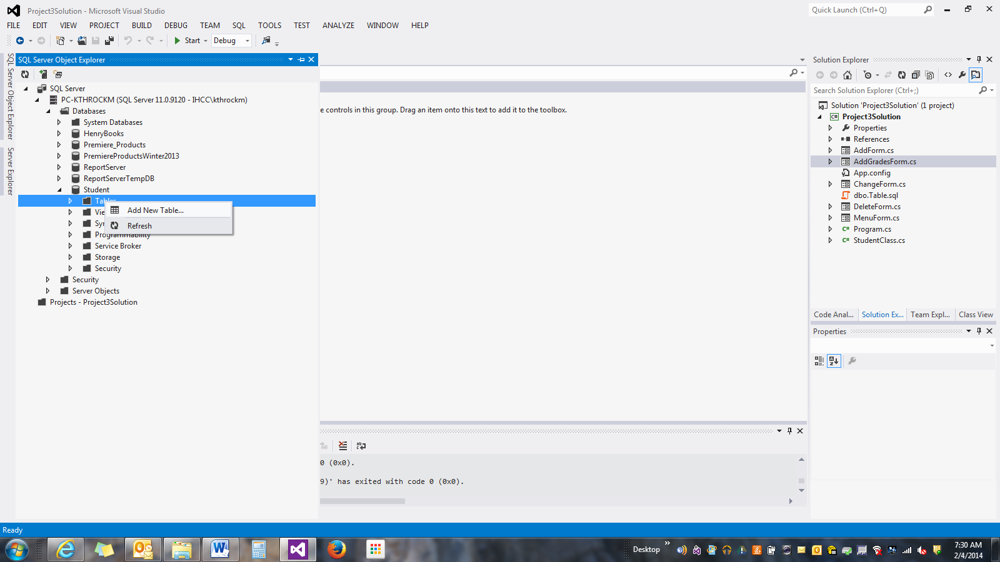 Project3Solution - Microsoft Visual Studio
Quick Launch (Ctrl+Q)
FILE EDIT VIEW PROJECT BUILD DEBUG TEAM SQL TOOLS TEST ANALYZE WINDOW HELP
Start Debug
SQL Server Object Explorer
Server Explorer
SQL Server Object Explorer
SQL Server
PC-KTHROCKM (SQL Server 11.0.9120 - IHCC\kthrockm)
Databases
System Databases
HenryBooks
Premiere_Products
PremiereProductsWinter2013
ReportServer
ReportServerTempDB
Student
Tables
Add New Table...
Refresh
Programmability
Service Broker
Storage
Security
Security
Server Objects
Projects - Project3Solution
e controls in this group. Drag an item onto this text to add it to the toolbox.
0 (0x0).
9)' has exited with code 0 (0x0).
Solution Explorer
Search Solution Explorer (Ctrl+;)
Solution 'Project3Solution' (1 project)
Project3Solution
Properties
References
AddForm.cs
AddGradesForm.cs
App.config
ChangeForm.cs
dbo.Table.sql
DeleteForm.cs
MenuForm.cs
Program.cs
StudentClass.cs
Code Anal... Solution Ex... Team Expl... Class View
Properties
Ready
Desktop
7:30 AM
2/4/2014